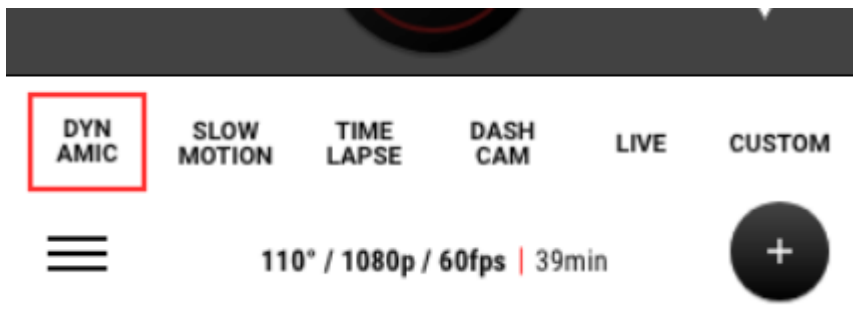 DYN
AMIC
SLOW
MOTION
TIME
LAPSE
DASH
CAM
LIVE
CUSTOM
110° / 1080p / 60fps | 39min
+